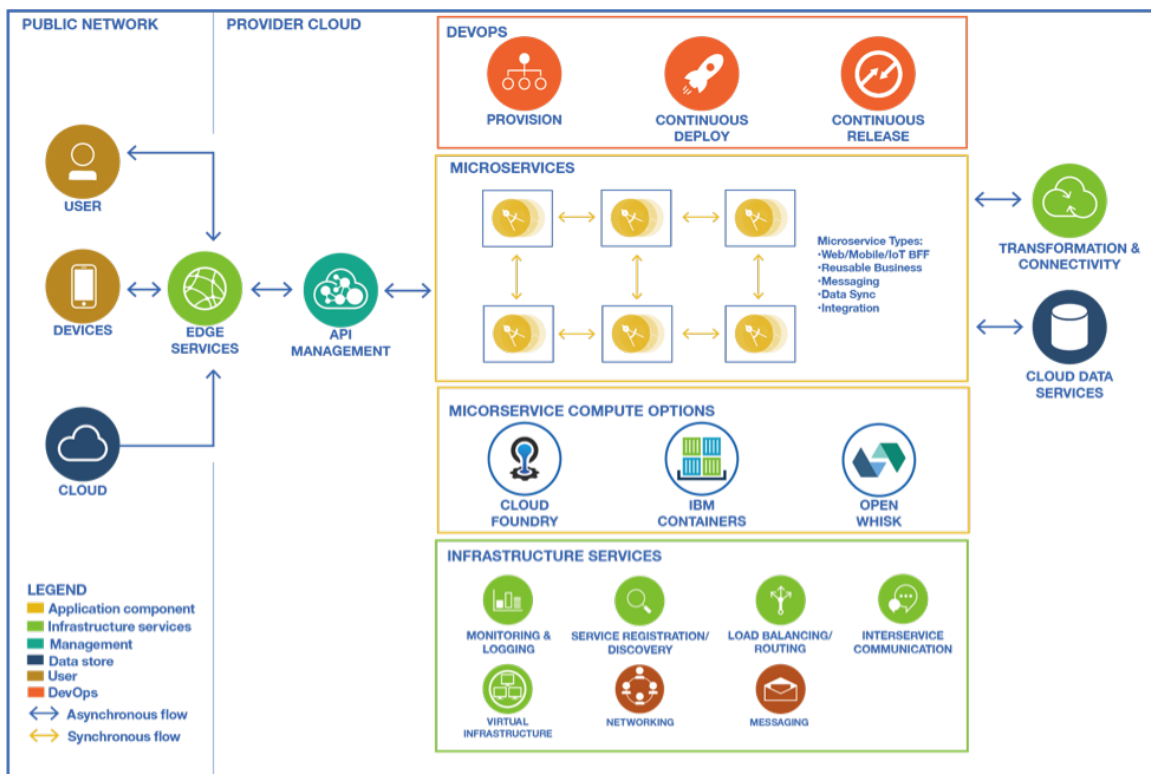 PUBLIC NETWORK
PROVIDER CLOUD
USER
DEVICES
CLOUD
EDGE
SERVICES
API
MANAGEMENT
DEVOPS
PROVISION
CONTINUOUS
DEPLOY
CONTINUOUS
RELEASE
MICROSERVICES
Microservice Types:
•Web/Mobile/IoT BFF
•Reusable Business
•Messaging
•Data Sync
•Integration
TRANSFORMATION &
CONNECTIVITY
CLOUD DATA
SERVICES
MICORSERVICE COMPUTE OPTIONS
CLOUD
FOUNDRY
IBM
CONTAINERS
OPEN
WHISK
INFRASTRUCTURE SERVICES
MONITORING &
LOGGING
SERVICE REGISTRATION/
DISCOVERY
LOAD BALANCING/
ROUTING
INTERSERVICE
COMMUNICATION
VIRTUAL
INFRASTRUCTURE
NETWORKING
MESSAGING
LEGEND
Application component
Infrastructure services
Management
Data store
User
DevOps
Asynchronous flow
Synchronous flow